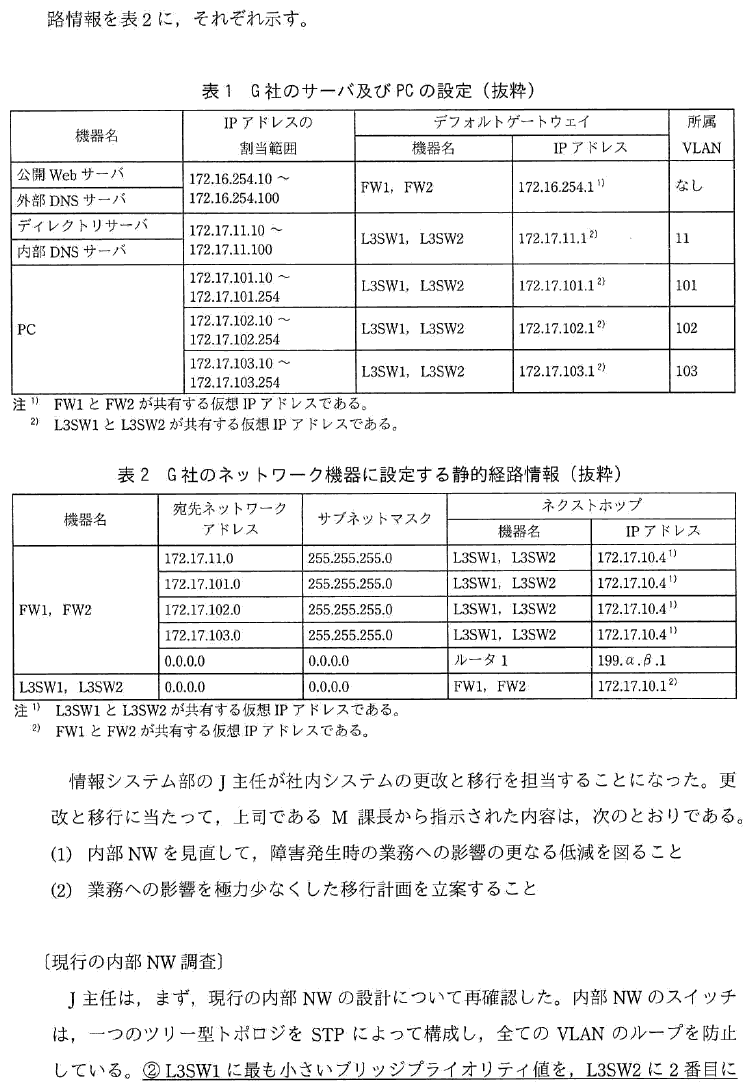 路情報を表2に，それぞれ示す。
表1 G社のサーバ及びPCの設定（抜粋）
機器名 IPアドレスの割当範囲 デフォルトゲートウェイ 所属VLAN
機器名 IPアドレス
公開Webサーバ 172.16.254.10 ～ 172.16.254.100 FW1，FW2 172.16.254.1 1) なし
外部DNSサーバ
ディレクトリサーバ 172.17.11.10 ～ 172.17.11.100 L3SW1，L3SW2 172.17.11.1 2) 11
内部DNSサーバ
PC 172.17.101.10 ～ 172.17.101.254 L3SW1，L3SW2 172.17.101.1 2) 101
172.17.102.10 ～ 172.17.102.254 L3SW1，L3SW2 172.17.102.1 2) 102
172.17.103.10 ～ 172.17.103.254 L3SW1，L3SW2 172.17.103.1 2) 103
注 1) FW1とFW2が共有する仮想IPアドレスである。
2) L3SW1とL3SW2が共有する仮想IPアドレスである。
表2 G社のネットワーク機器に設定する静的経路情報（抜粋）
機器名 宛先ネットワークアドレス サブネットマスク ネクストホップ
機器名 IPアドレス
FW1，FW2 172.17.11.0 255.255.255.0 L3SW1，L3SW2 172.17.10.4 1)
172.17.101.0 255.255.255.0 L3SW1，L3SW2 172.17.10.4 1)
172.17.102.0 255.255.255.0 L3SW1，L3SW2 172.17.10.4 1)
172.17.103.0 255.255.255.0 L3SW1，L3SW2 172.17.10.4 1)
0.0.0.0 0.0.0.0 ルータ1 199.α.β.1
L3SW1，L3SW2 0.0.0.0 0.0.0.0 FW1，FW2 172.17.10.1 2)
注 1) L3SW1とL3SW2が共有する仮想IPアドレスである。
2) FW1とFW2が共有する仮想IPアドレスである。
情報システム部のJ主任が社内システムの更改と移行を担当することになった。更
改と移行に当たって，上司であるM課長から指示された内容は，次のとおりである。
(1) 内部NWを見直して，障害発生時の業務への影響の更なる低減を図ること
(2) 業務への影響を極力少なくした移行計画を立案すること
〔現行の内部NW調査〕
J主任は，まず，現行の内部NWの設計について再確認した。内部NWのスイッチ
は，一つのツリー型トポロジをSTPによって構成し，全てのVLANのループを防止
している。②L3SW1に最も小さいブリッジプライオリティ値を，L3SW2に2番目に